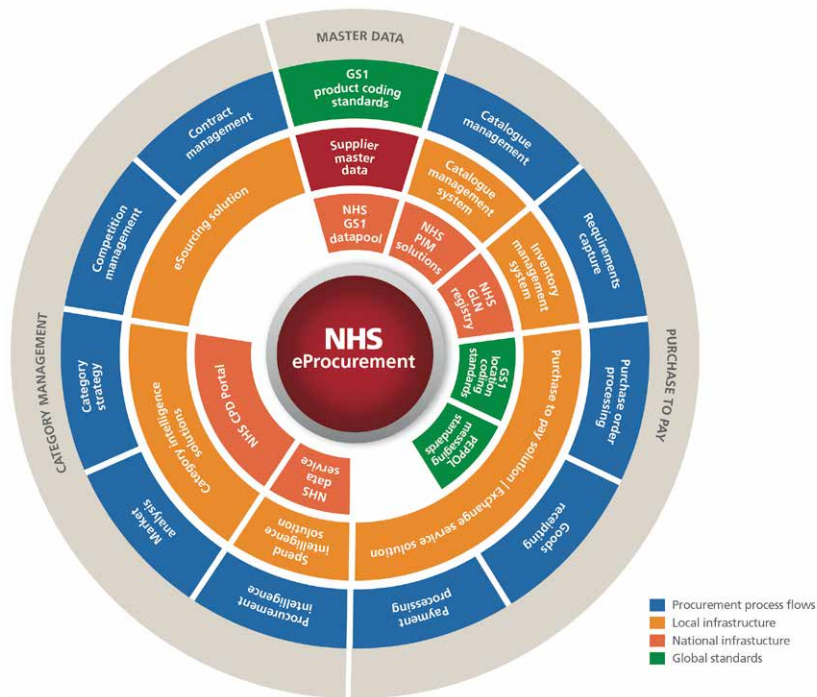 MASTER DATA
GS1
product coding
standards
Supplier
master
data
NHS
GS1
datapool
Catalogue management
Catalogue
management
system
NHS
PIM
solutions
Requirements
capture
Inventory
management
system
NHS
GLN
registry
PURCHASE TO PAY
Purchase order
processing
Goods
receipting
Payment
processing
Purchase to pay solution | Exchange service solution
GS1
location
coding
standards
PEPPOL
messaging
standards
NHS
eProcurement
CATEGORY MANAGEMENT
Contract
management
Competition
management
eSourcing solution
Category
strategy
Market
analysis
Procurement
intelligence
Category intelligence
solutions
Spend
intelligence
solution
NHS CPD Portal
NHS
data
service
Procurement process flows
Local infrastructure
National infrastucture
Global standards